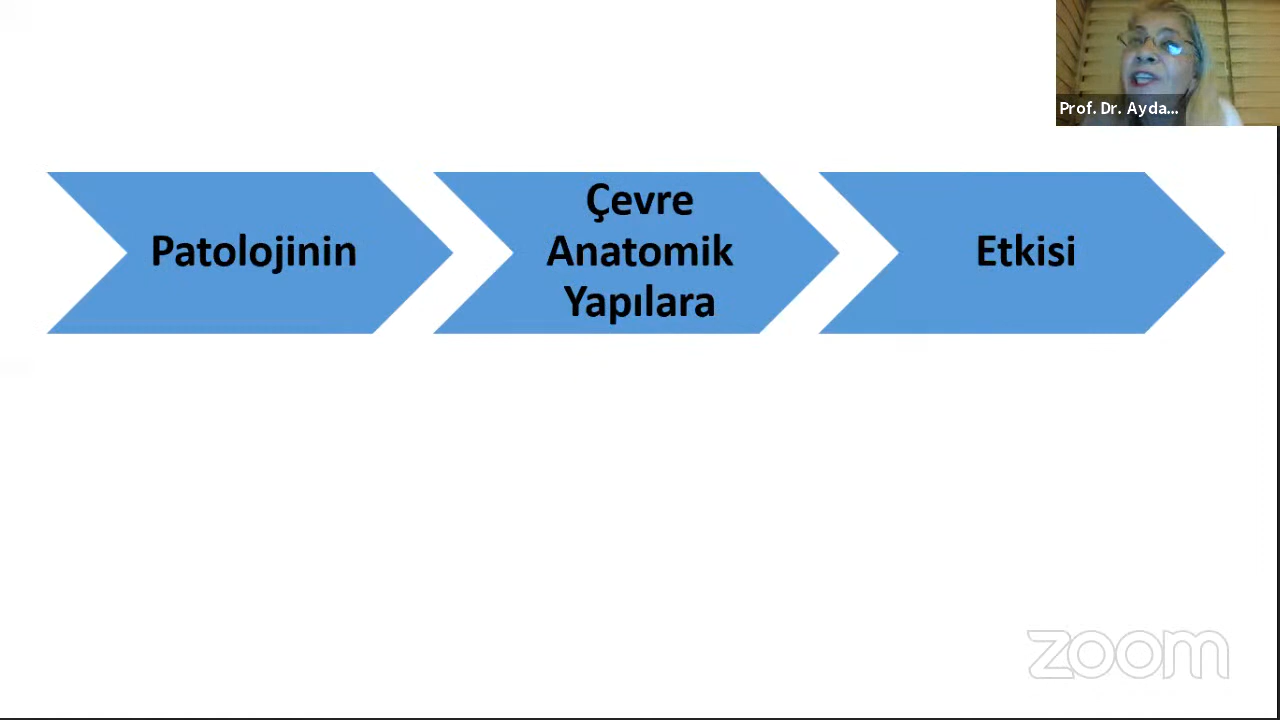 Prof. Dr. Ayda...
Patolojinin
Çevre
Anatomik
Yapılara
Etkisi
zoom